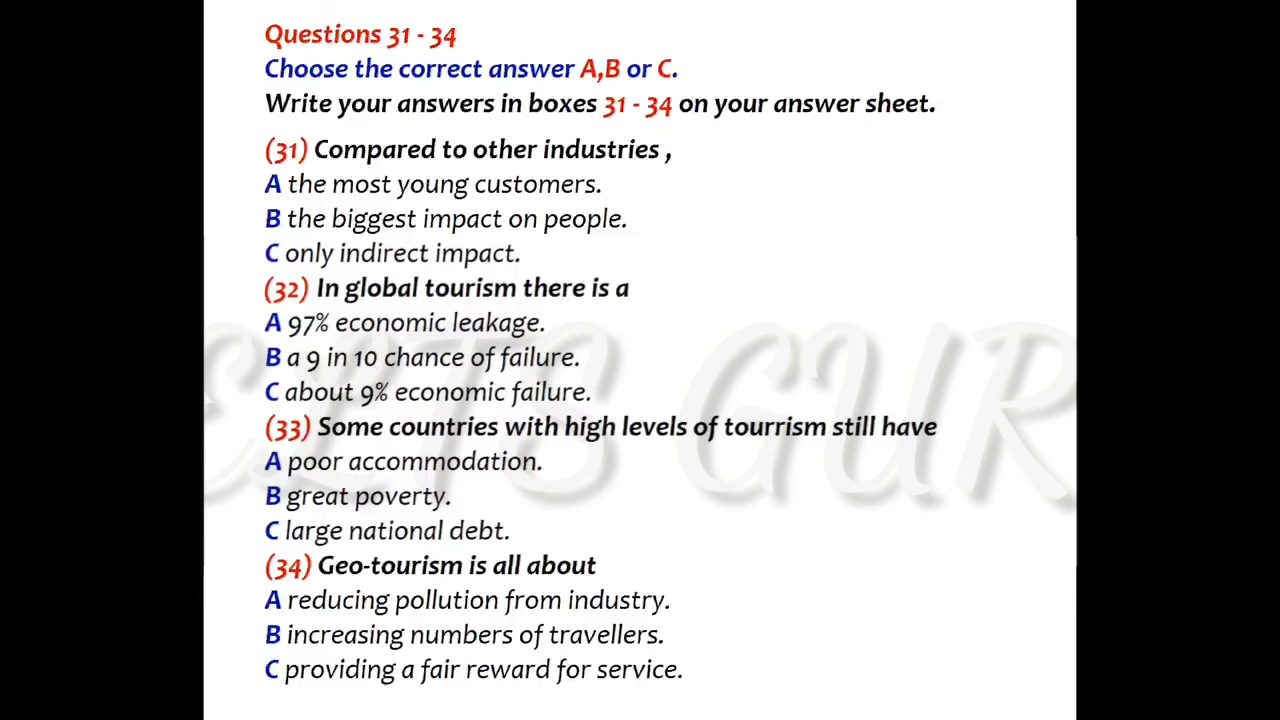 Questions 31 - 34
Choose the correct answer A,B or C.
Write your answers in boxes 31 - 34 on your answer sheet.
(31) Compared to other industries ,
A the most young customers.
B the biggest impact on people.
C only indirect impact.
(32) In global tourism there is a
A 97% economic leakage.
B a 9 in 10 chance of failure.
C about 9% economic failure.
(33) Some countries with high levels of tourrism still have
A poor accommodation.
B great poverty.
C large national debt.
(34) Geo-tourism is all about
A reducing pollution from industry.
B increasing numbers of travellers.
C providing a fair reward for service.
ELTS GUR